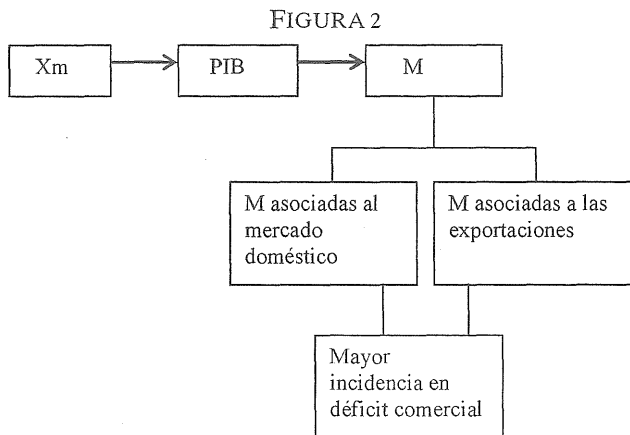 FIGURA 2
Xm
PIB
M
M asociadas al
mercado
doméstico
M asociadas a las
exportaciones
Mayor
incidencia en
déficit comercial